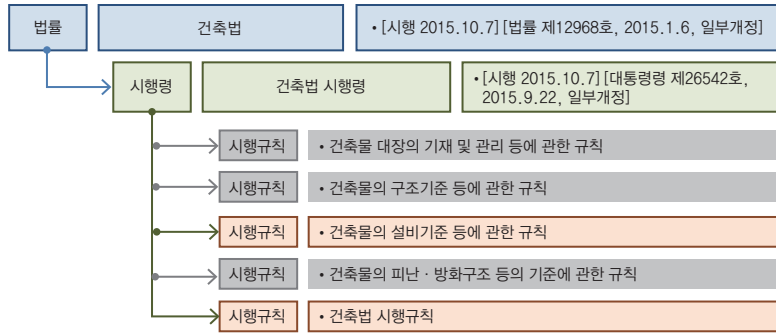 법률
건축법
• [시행 2015.10.7] [법률 제12968호, 2015.1.6, 일부개정]
시행령
건축법 시행령
• [시행 2015.10.7] [대통령령 제26542호,
2015.9.22, 일부개정]
시행규칙
• 건축물 대장의 기재 및 관리 등에 관한 규칙
시행규칙
• 건축물의 구조기준 등에 관한 규칙
시행규칙
• 건축물의 설비기준 등에 관한 규칙
시행규칙
• 건축물의 피난 · 방화구조 등의 기준에 관한 규칙
시행규칙
• 건축법 시행규칙